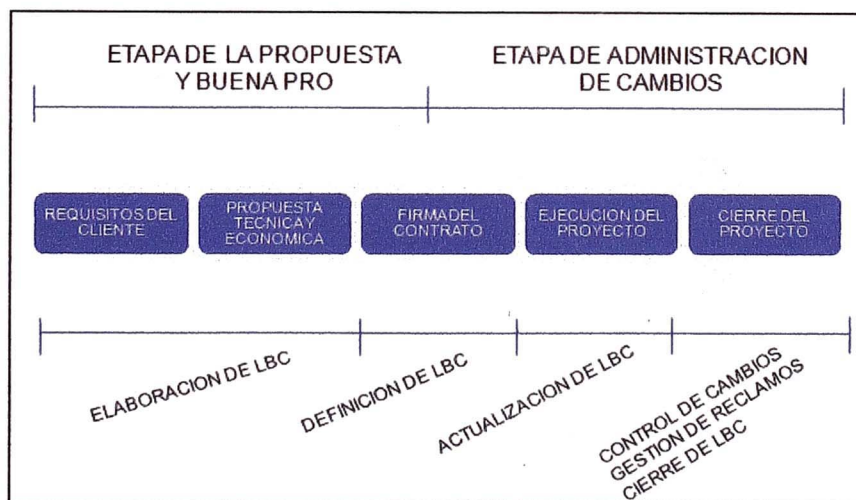 ETAPA DE LA PROPUESTA
Y BUENA PRO
ETAPA DE ADMINISTRACION
DE CAMBIOS
REQUISITOS DEL
CLIENTE
PROPUESTA
TECNICA Y
ECONOMICA
FIRMA DEL
CONTRATO
EJECUCION DEL
PROYECTO
CIERRE DEL
PROYECTO
ELABORACION DE LBC
DEFINICION DE LBC
ACTUALIZACION DE LBC
CONTROL DE CAMBIOS
GESTION DE RECLAMOS
CIERRE DE LBC